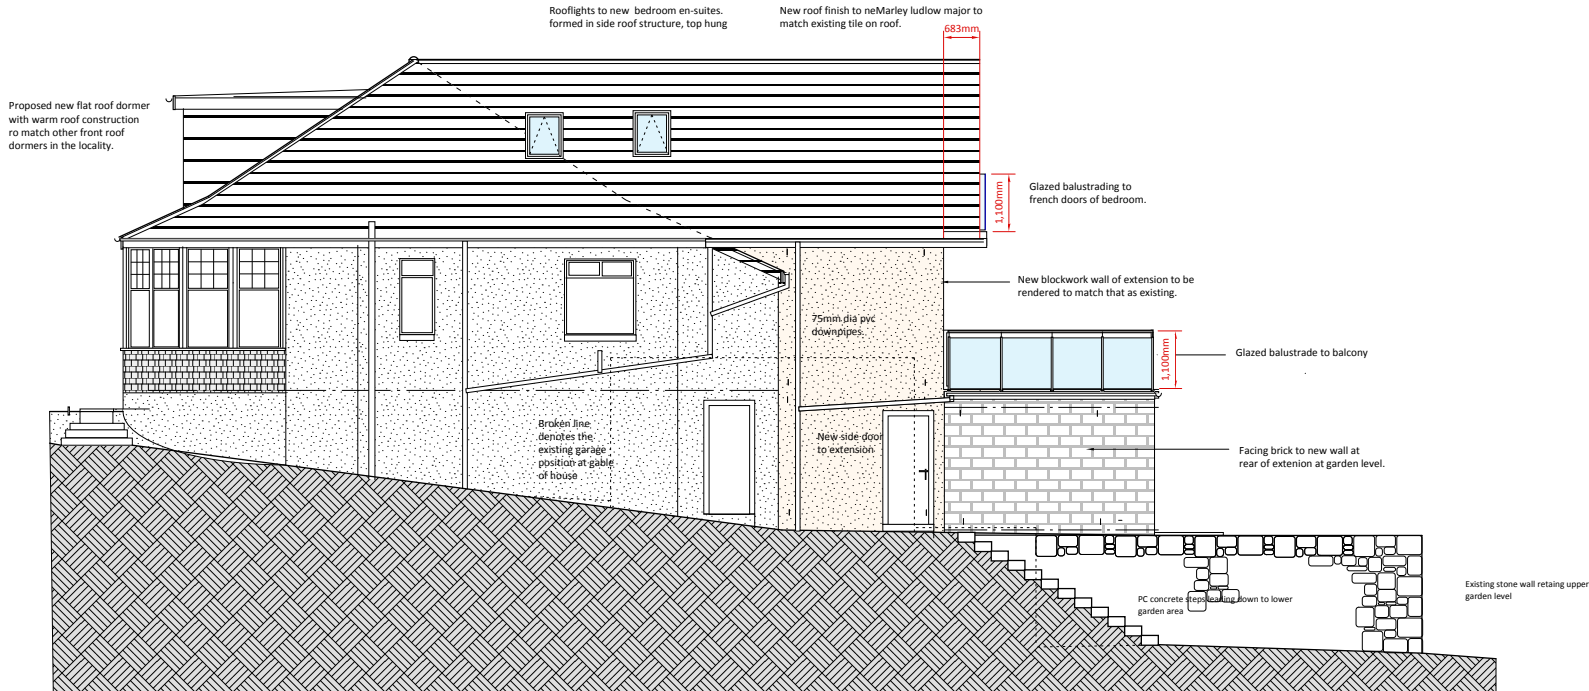 Rooflights to new bedroom en-suites.
formed in side roof structure, top hung
New roof finish to neMarley ludlow major to
match existing tile on roof.
683mm
Proposed new flat roof dormer
with warm roof construction
ro match other front roof
dormers in the locality.
1,100mm
Glazed balustrading to
french doors of bedroom.
New blockwork wall of extension to be
rendered to match that as existing.
75mm dia pvc
downpipes.
1,100mm
Glazed balustrade to balcony
Broken line
denotes the
existing garage
position at gable
of house
New side door
to extension
Facing brick to new wall at
rear of extenion at garden level.
PC concrete steps leading down to lower
garden area
Existing stone wall retaing upper
garden level